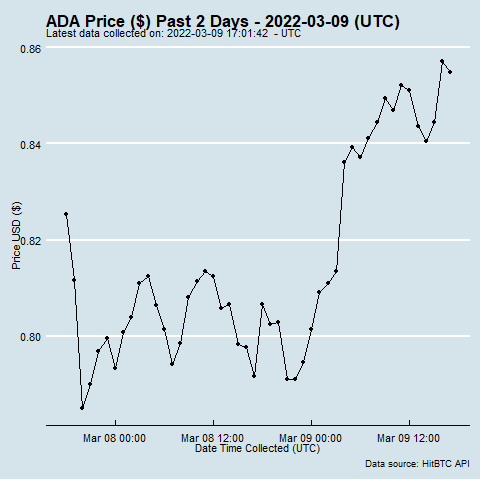 ADA Price ($) Past 2 Days - 2022-03-09 (UTC)
Latest data collected on: 2022-03-09 17:01:42 - UTC
0.86
0.84
0.82
0.80
Price USD ($)
Mar 08 00:00 Mar 08 12:00 Mar 09 00:00 Mar 09 12:00
Date Time Collected (UTC)
Data source: HitBTC API